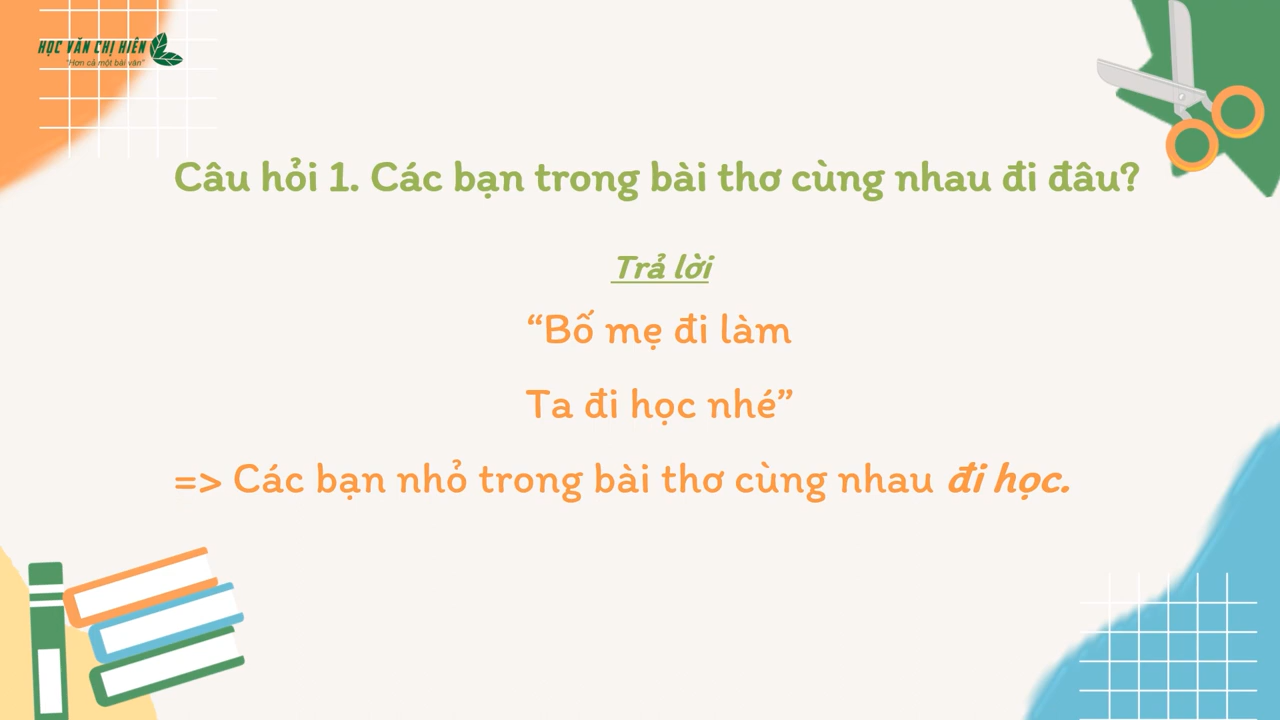 HỌC VĂN CHỊ HIÊN
"Hơn cả một bài văn"
Câu hỏi 1. Các bạn trong bài thơ cùng nhau đi đâu?
Trả lời
“Bố mẹ đi làm
Ta đi học nhé”
=> Các bạn nhỏ trong bài thơ cùng nhau đi học.